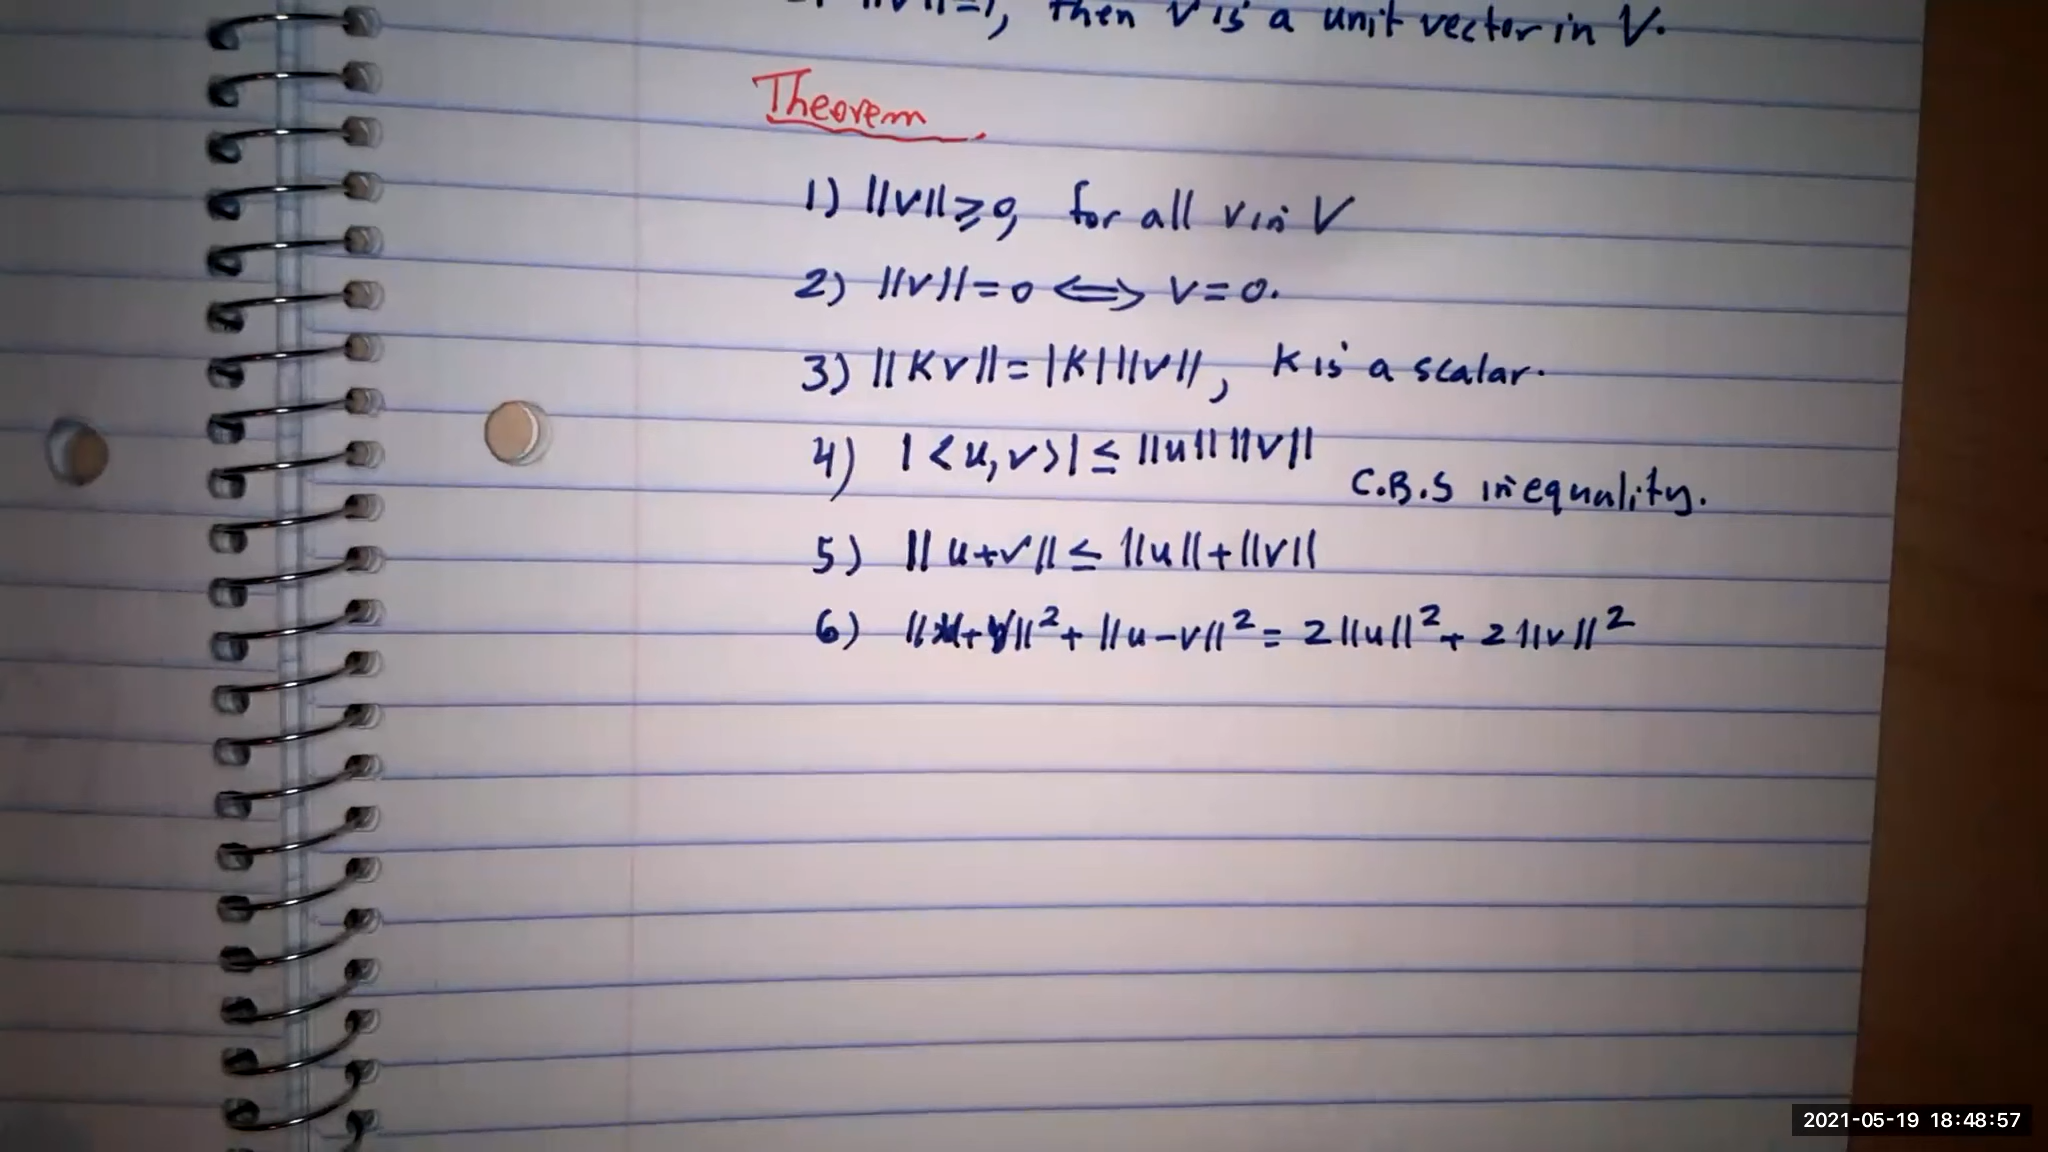 ||v||=1, then v is a unit vector in V.
Theorem
1) ||v||≥0, for all v in V
2) ||v||=0 ⟺ v=0.
3) ||Kv||=|K| ||v||, K is a scalar.
4) |<u,v>| ≤ ||u|| ||v|| C.B.S inequality.
5) ||u+v|| ≤ ||u||+||v||
6) ||u+v||²+||u-v||²=2||u||²+2||v||²
2021-05-19 18:48:57